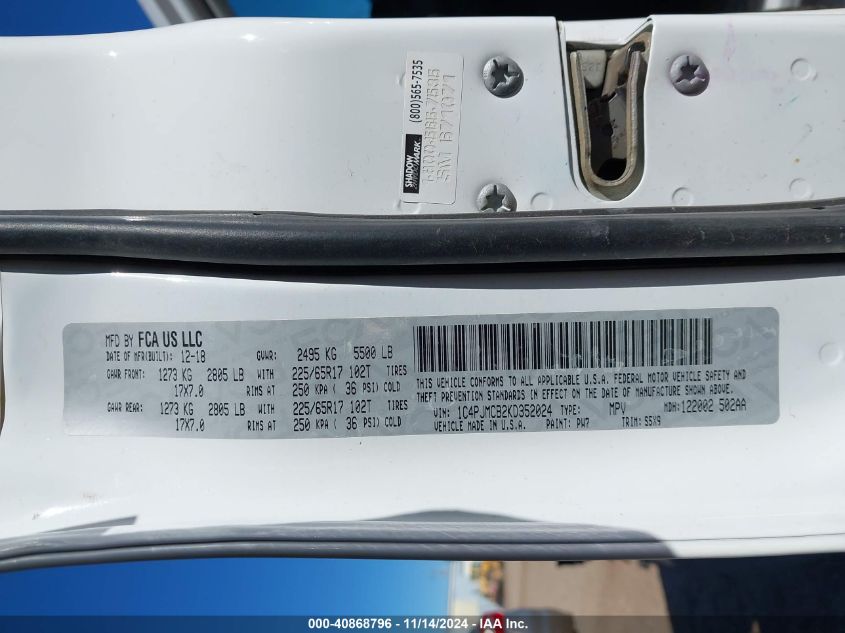 SHADOW
MARK.
(800)565-7535
800-565-7535
MFD BY FCA US LLC
DATE OF MFR(BUILT): 12-18 GVWR: 2495 KG 5500 LB
GAWR FRONT: 1273 KG 2805 LB WITH 225/65R17 102T TIRES
17X7.0 RIMS AT 250 KPA ( 36 PSI) COLD
GAWR REAR: 1273 KG 2805 LB WITH 225/65R17 102T TIRES
17X7.0 RIMS AT 250 KPA ( 36 PSI) COLD
THIS VEHICLE CONFORMS TO ALL APPLICABLE U.S.A. FEDERAL MOTOR VEHICLE SAFETY AND
THEFT PREVENTION STANDARDS IN EFFECT ON THE DATE OF MANUFACTURE SHOWN ABOVE.
VIN: 1C4PJMCB2KD352024 TYPE: MPV MDH: 122002 502AA
VEHICLE MADE IN U.S.A. PAINT: PW7 TRIM: S5X9
000-40868796 - 11/14/2024 - IAA Inc.